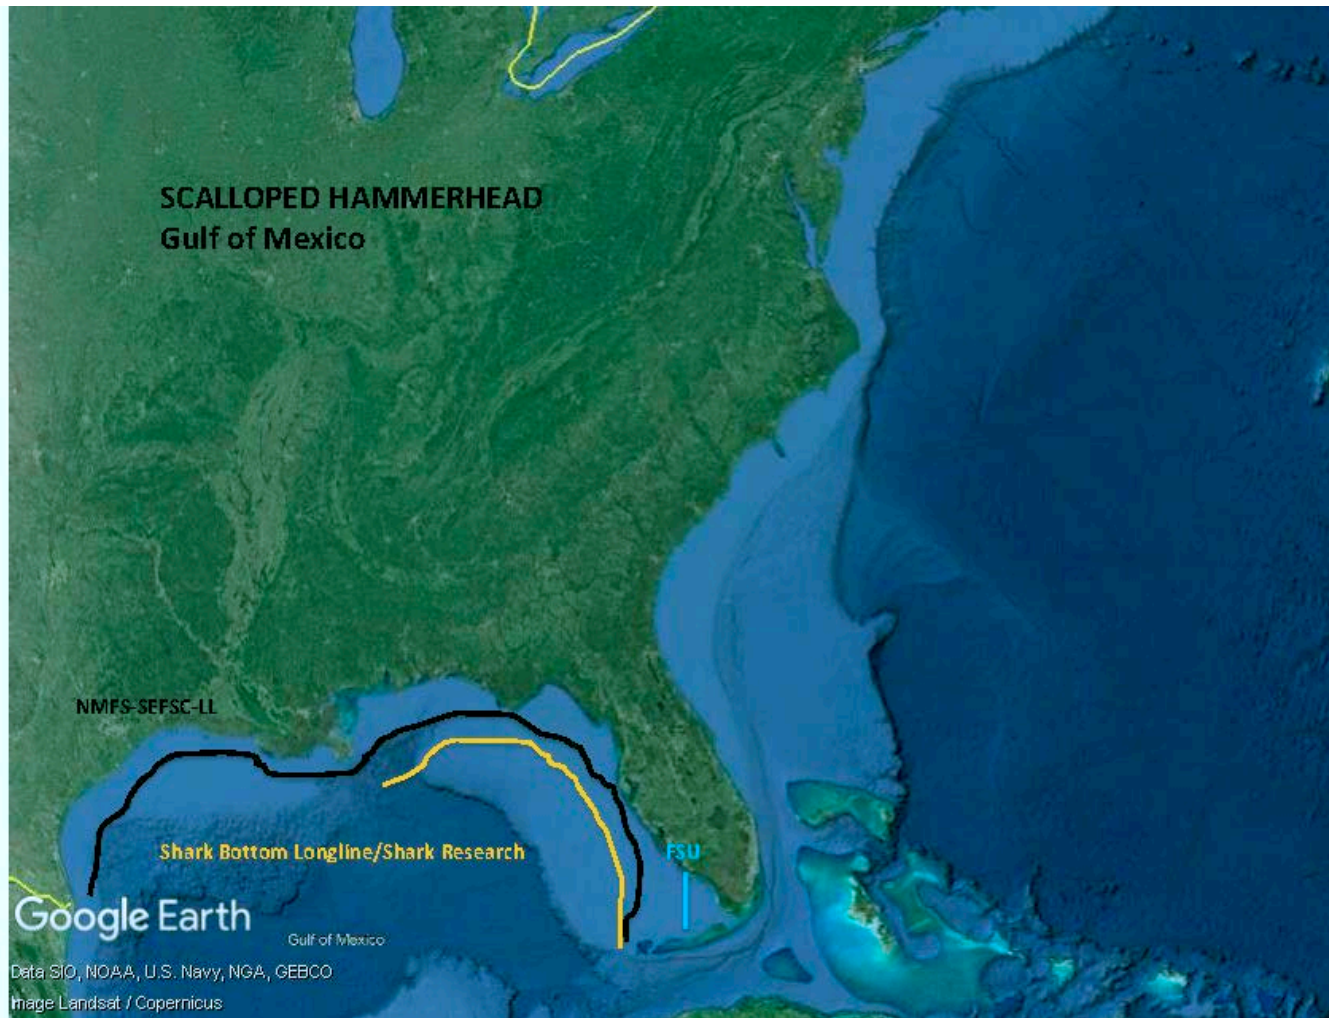 SCALLOPED HAMMERHEAD
Gulf of Mexico
NMFS-SEFSC-LL
Shark Bottom Longline/Shark Research
FSU
Google Earth
Gulf of Mexico
Data SIO, NOAA, U.S. Navy, NGA, GEBCO
Image Landsat / Copernicus